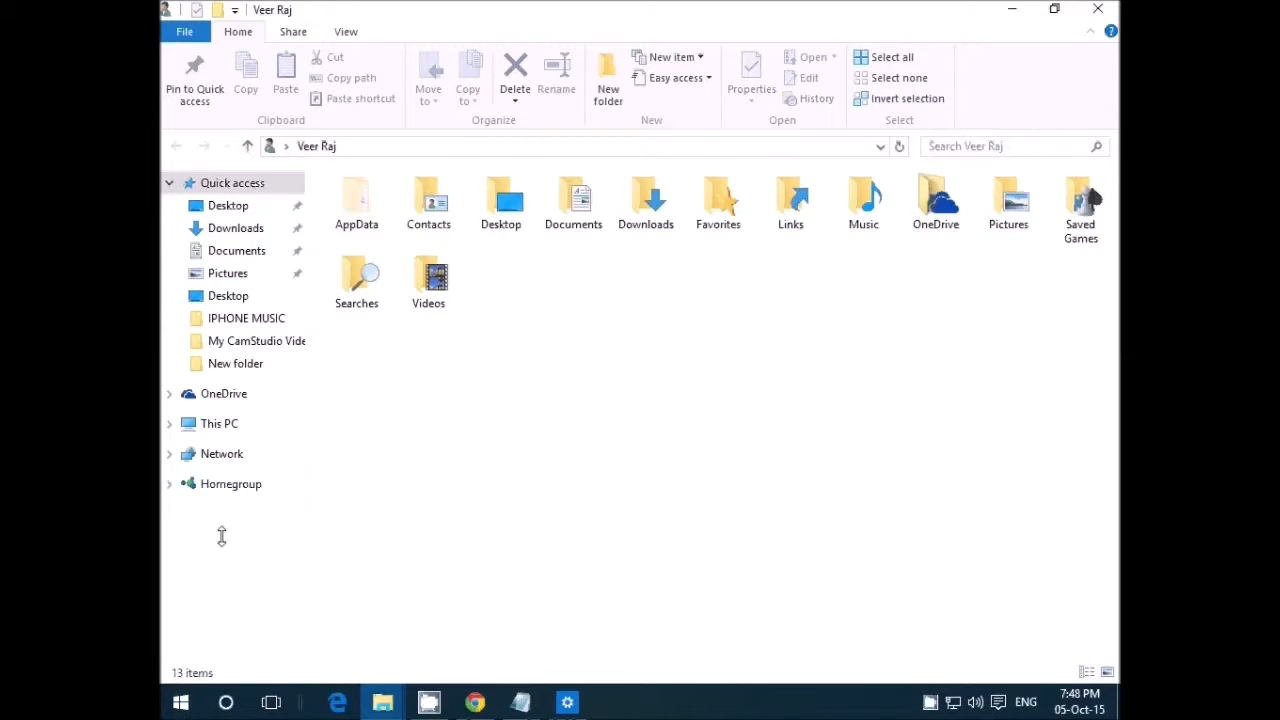 Veer Raj
File Home Share View
Pin to Quick access
Copy
Paste
Cut
Copy path
Paste shortcut
Clipboard
Move to
Copy to
Delete
Rename
Organize
New folder
New item
Easy access
New
Properties
Open
Edit
History
Open
Select all
Select none
Invert selection
Select
Veer Raj
Search Veer Raj
Quick access
Desktop
Downloads
Documents
Pictures
Desktop
IPHONE MUSIC
My CamStudio Vide
New folder
OneDrive
This PC
Network
Homegroup
AppData Contacts Desktop Documents Downloads Favorites Links Music OneDrive Pictures Saved Games
Searches Videos
13 items
ENG
7:48 PM
05-Oct-15